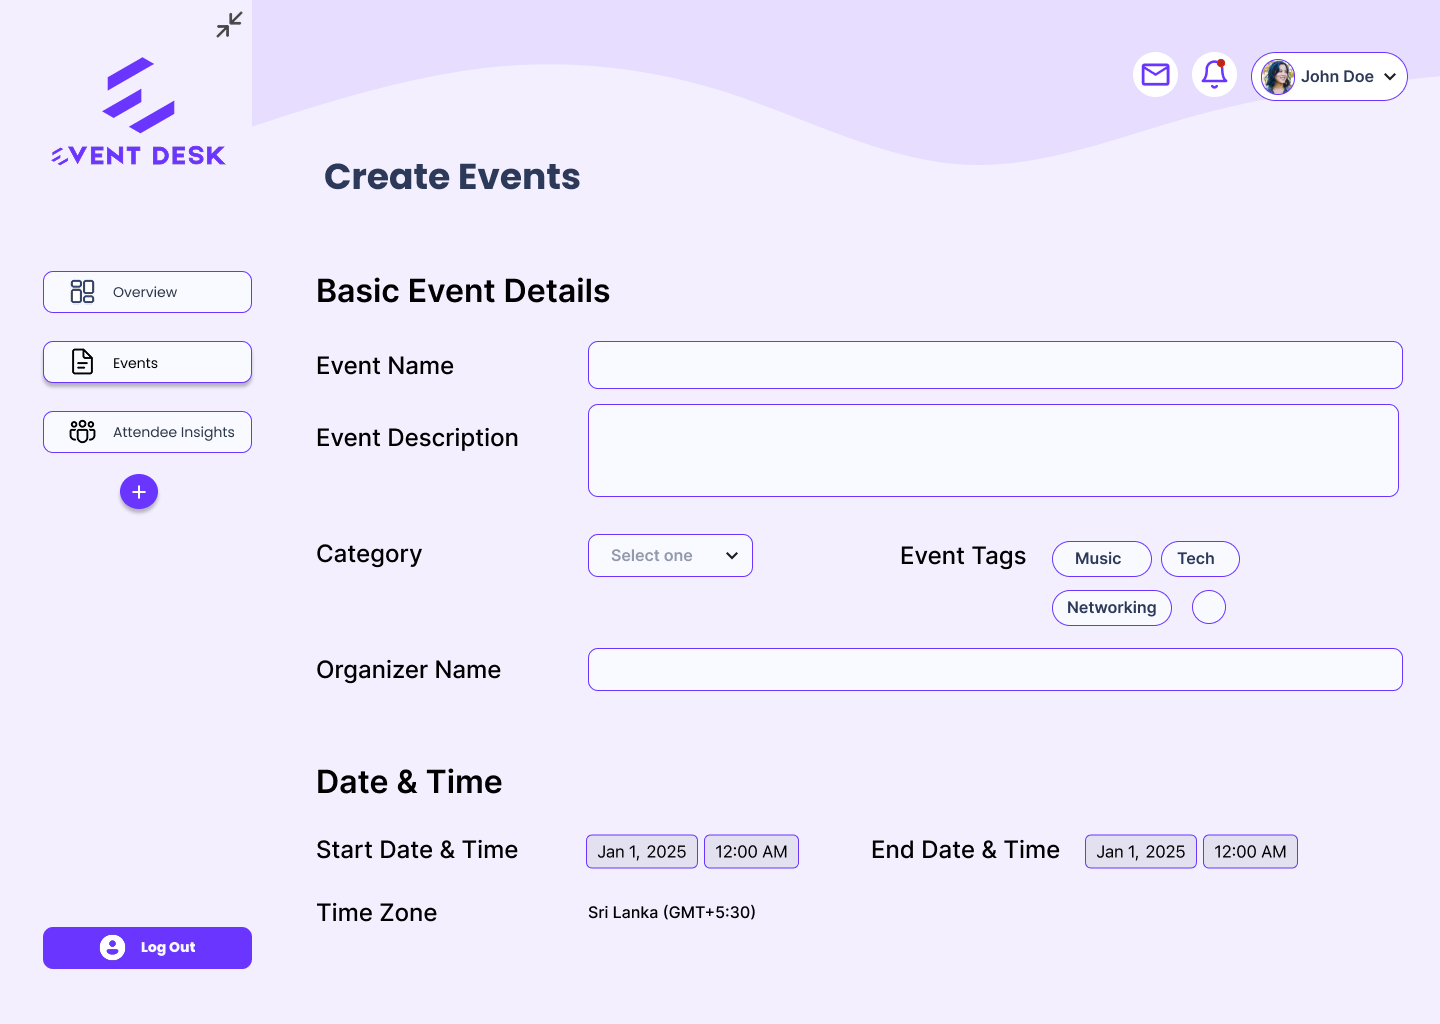 EVENT DESK
John Doe
Create Events
Overview
Events
Attendee Insights
Log Out
Basic Event Details
Event Name
Event Description
Category
Select one
Event Tags
Music
Tech
Networking
Organizer Name
Date & Time
Start Date & Time
Jan 1, 2025
12:00 AM
End Date & Time
Jan 1, 2025
12:00 AM
Time Zone
Sri Lanka (GMT+5:30)